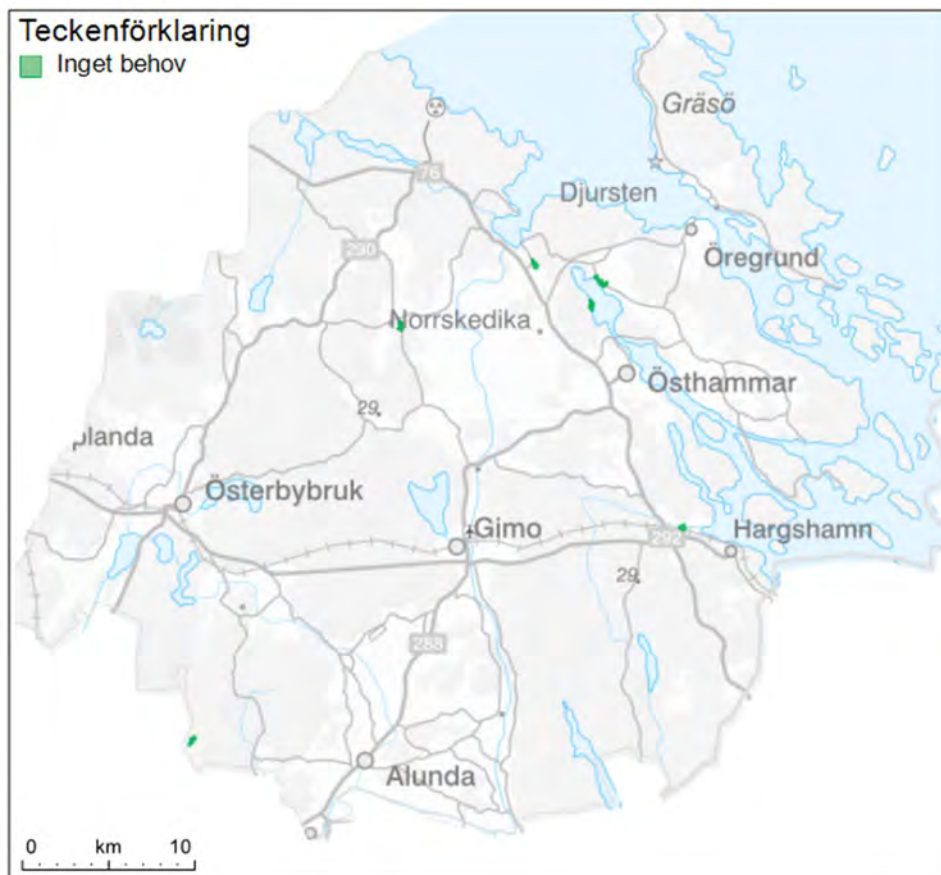 Teckenförklaring
Inget behov
Gräsö
76
Djursten
290
Öregrund
Norrskedika
Östhammar
29
planda
Österbybruk
Gimo
292
Hargshamn
29
288
Alunda
0 km 10